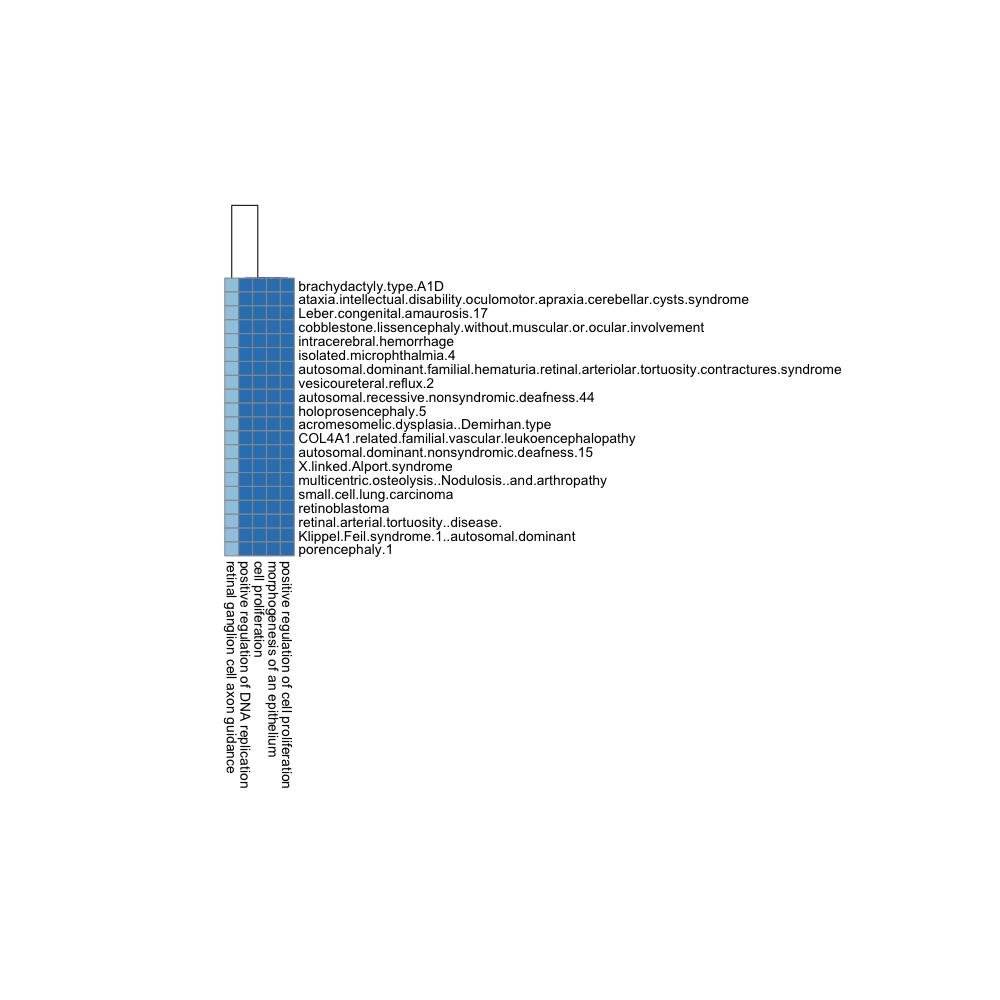 brachydactyly.type.A1D
ataxia.intellectual.disability.oculomotor.apraxia.cerebellar.cysts.syndrome
Leber.congenital.amaurosis.17
cobblestone.lissencephaly.without.muscular.or.ocular.involvement
intracerebral.hemorrhage
isolated.microphthalmia.4
autosomal.dominant.familial.hematuria.retinal.arteriolar.tortuosity.contractures.syndrome
vesicoureteral.reflux.2
autosomal.recessive.nonsyndromic.deafness.44
holoprosencephaly.5
acromesomelic.dysplasia..Demirhan.type
COL4A1.related.familial.vascular.leukoencephalopathy
autosomal.dominant.nonsyndromic.deafness.15
X.linked.Alport.syndrome
multicentric.osteolysis..Nodulosis..and.arthropathy
small.cell.lung.carcinoma
retinoblastoma
retinal.arterial.tortuosity..disease.
Klippel.Feil.syndrome.1..autosomal.dominant
porencephaly.1
retinal ganglion cell axon guidance
positive regulation of DNA replication
cell proliferation
morphogenesis of an epithelium
positive regulation of cell proliferation